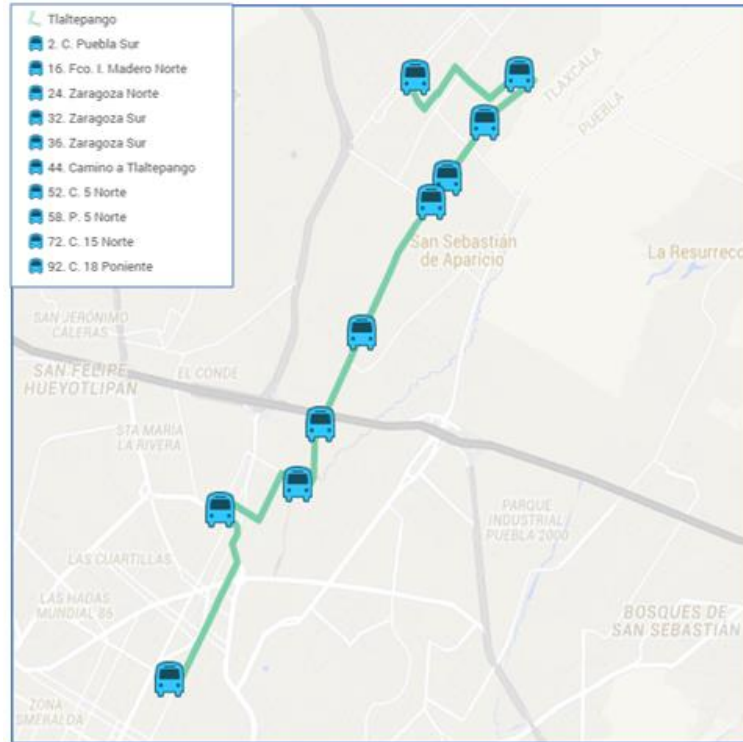 Tlaltepango
2. C. Puebla Sur
16. Fco. I. Madero Norte
24. Zaragoza Norte
32. Zaragoza Sur
36. Zaragoza Sur
44. Camino a Tlaltepango
52. C. 5 Norte
58. P. 5 Norte
72. C. 15 Norte
92. C. 18 Poniente
TLAXCALA
PUEBLA
San Sebastián
de Aparicio
La Resurrecc
SAN JERÓNIMO
CALERAS
SAN FELIPE
HUEYOTLIPAN
EL CONDE
STA MARÍA
LA RIVERA
PARQUE
INDUSTRIAL
PUEBLA 2000
LAS CUARTILLAS
LAS HADAS
MUNDIAL 86
BOSQUES DE
SAN SEBASTIÁN
ZONA
ESMERALDA